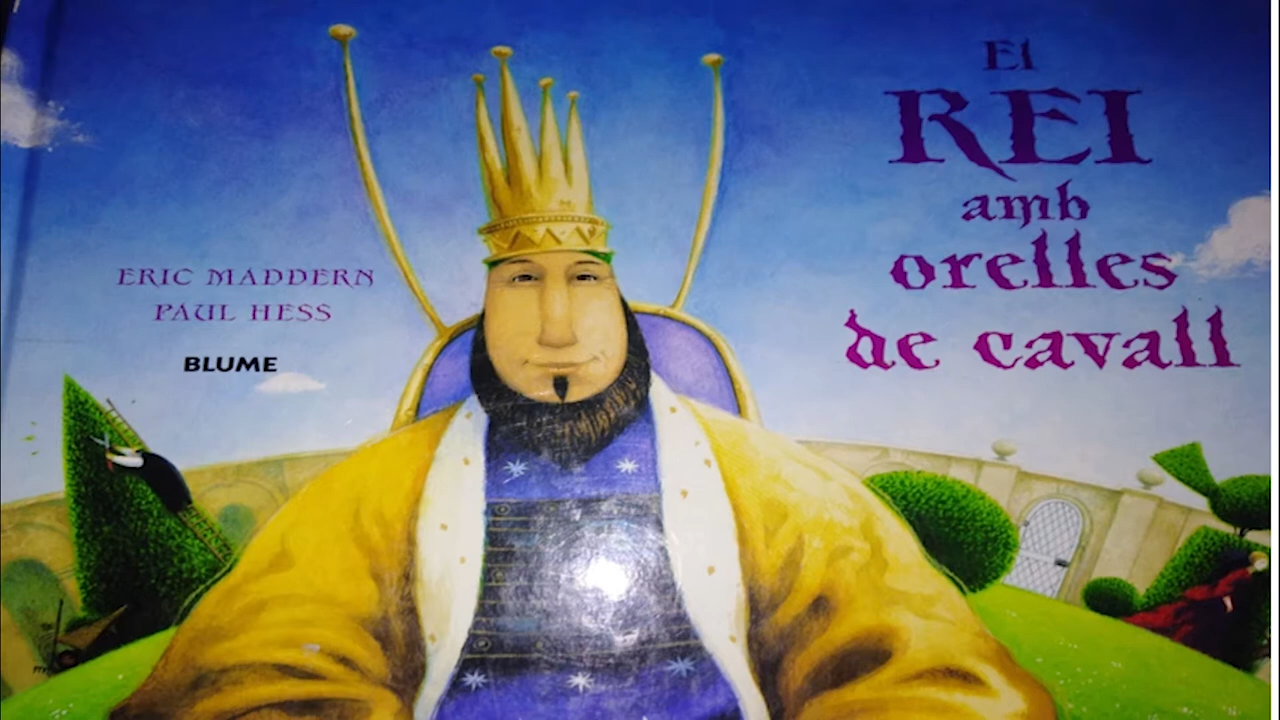 El
REI
amb
orelles
de cavall
ERIC MADDERN
PAUL HESS
BLUME